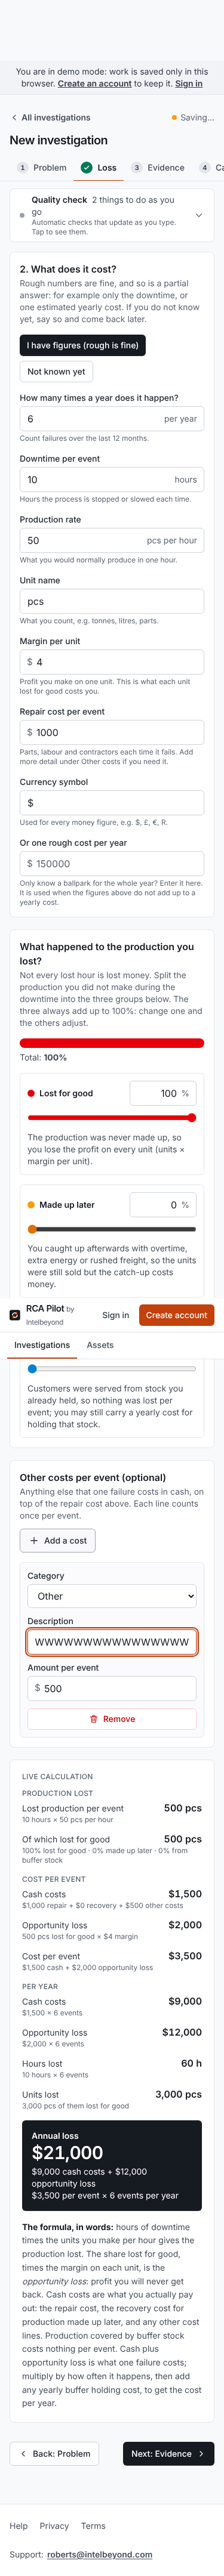 You are in demo mode: work is saved only in this
browser. Create an account to keep it. Sign in
All investigations
Saving...
New investigation
1 Problem
Loss
3 Evidence
4 Ca
Quality check 2 things to do as you
go
Automatic checks that update as you type.
Tap to see them.
2. What does it cost?
Rough numbers are fine, and so is a partial
answer: for example only the downtime, or
one estimated yearly cost. If you do not know
yet, say so and come back later.
I have figures (rough is fine)
Not known yet
How many times a year does it happen?
6 per year
Count failures over the last 12 months.
Downtime per event
10 hours
Hours the process is stopped or slowed each time.
Production rate
50 pcs per hour
What you would normally produce in one hour.
Unit name
pcs
What you count, e.g. tonnes, litres, parts.
Margin per unit
$ 4
Profit you make on one unit. This is what each unit
lost for good costs you.
Repair cost per event
$ 1000
Parts, labour and contractors each time it fails. Add
more detail under Other costs if you need it.
Currency symbol
$
Used for every money figure, e.g. $, £, €, R.
Or one rough cost per year
$ 150000
Only know a ballpark for the whole year? Enter it here.
It is used when the figures above do not add up to a
yearly cost.
What happened to the production you
lost?
Not every lost hour is lost money. Split the
production you did not make during the
downtime into the three groups below. The
three always add up to 100%: change one and
the others adjust.
Total: 100%
Lost for good
100 %
The production was never made up, so
you lose the profit on every unit (units ×
margin per unit).
Made up later
0 %
You caught up afterwards with overtime,
extra energy or rushed freight, so the units
were still sold but the catch-up costs
money.
RCA Pilot by
Intelbeyond
Sign in
Create account
Investigations
Assets
Customers were served from stock you
already held, so nothing was lost per
event; you may still carry a yearly cost for
holding that stock.
Other costs per event (optional)
Anything else that one failure costs in cash, on
top of the repair cost above. Each line counts
once per event.
Add a cost
Category
Other
Description
WWWWWWWWWWWWWWWW
Amount per event
$ 500
Remove
LIVE CALCULATION
PRODUCTION LOST
Lost production per event 500 pcs
10 hours × 50 pcs per hour
Of which lost for good 500 pcs
100% lost for good · 0% made up later · 0% from
buffer stock
COST PER EVENT
Cash costs $1,500
$1,000 repair + $0 recovery + $500 other costs
Opportunity loss $2,000
500 pcs lost for good × $4 margin
Cost per event $3,500
$1,500 cash + $2,000 opportunity loss
PER YEAR
Cash costs $9,000
$1,500 × 6 events
Opportunity loss $12,000
$2,000 × 6 events
Hours lost 60 h
10 hours × 6 events
Units lost 3,000 pcs
3,000 pcs of them lost for good
Annual loss
$21,000
$9,000 cash costs + $12,000
opportunity loss
$3,500 per event × 6 events per year
The formula, in words: hours of downtime
times the units you make per hour gives the
production lost. The share lost for good,
times the margin on each unit, is the
opportunity loss: profit you will never get
back. Cash costs are what you actually pay
out: the repair cost, the recovery cost for
production made up later, and any other cost
lines. Production covered by buffer stock
costs nothing per event. Cash plus
opportunity loss is what one failure costs;
multiply by how often it happens, then add
any yearly buffer holding cost, to get the cost
per year.
Back: Problem
Next: Evidence
Help
Privacy
Terms
Support: roberts@intelbeyond.com